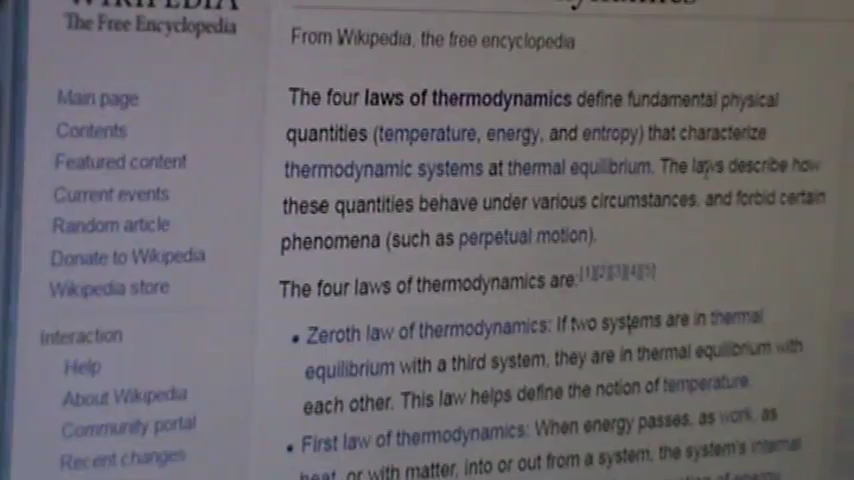 WIKIPEDIA
The Free Encyclopedia
Main page
Contents
Featured content
Current events
Random article
Donate to Wikipedia
Wikipedia store
Interaction
Help
About Wikipedia
Community portal
Recent changes
From Wikipedia, the free encyclopedia
The four laws of thermodynamics define fundamental physical
quantities (temperature, energy, and entropy) that characterize
thermodynamic systems at thermal equilibrium. The laws describe how
these quantities behave under various circumstances, and forbid certain
phenomena (such as perpetual motion).
The four laws of thermodynamics are:[1][2][3][4][5]
• Zeroth law of thermodynamics: If two systems are in thermal
equilibrium with a third system, they are in thermal equilibrium with
each other. This law helps define the notion of temperature.
• First law of thermodynamics: When energy passes, as work, as
heat, or with matter, into or out from a system, the system's internal